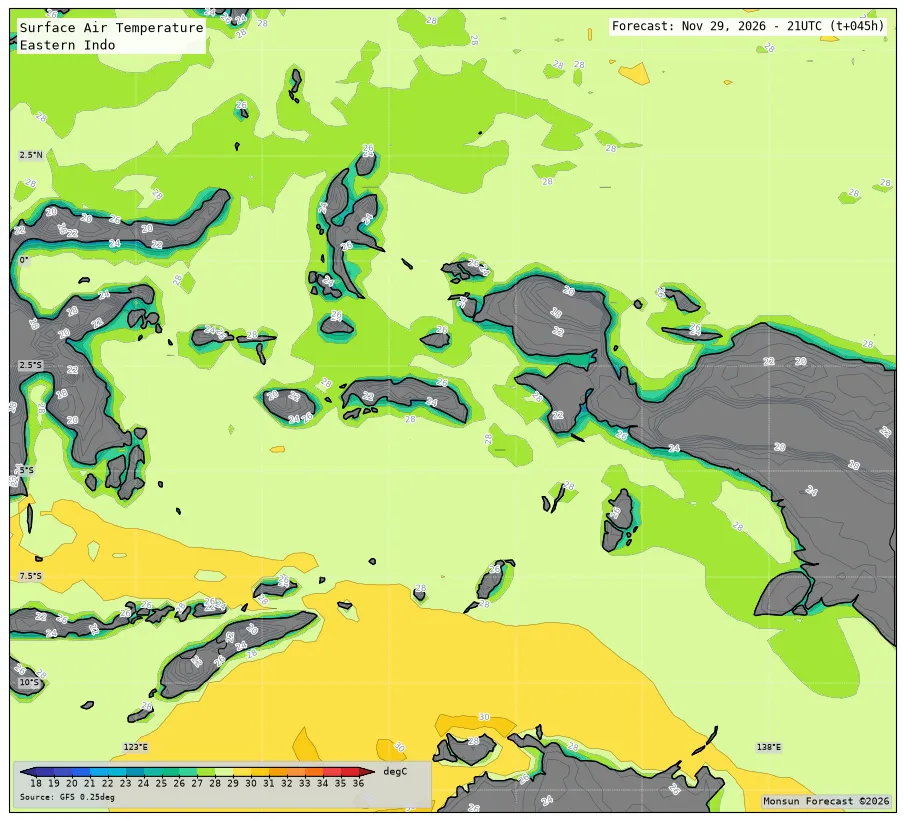 Surface Air Temperature
Eastern Indo
Forecast: Nov 29, 2026 - 21UTC (t+045h)
2.5°N
0°
2.5°S
5°S
7.5°S
10°S
123°E
138°E
degC
18 19 20 21 22 23 24 25 26 27 28 29 30 31 32 33 34 35 36
Source: GFS 0.25deg
Monsun Forecast ©2026